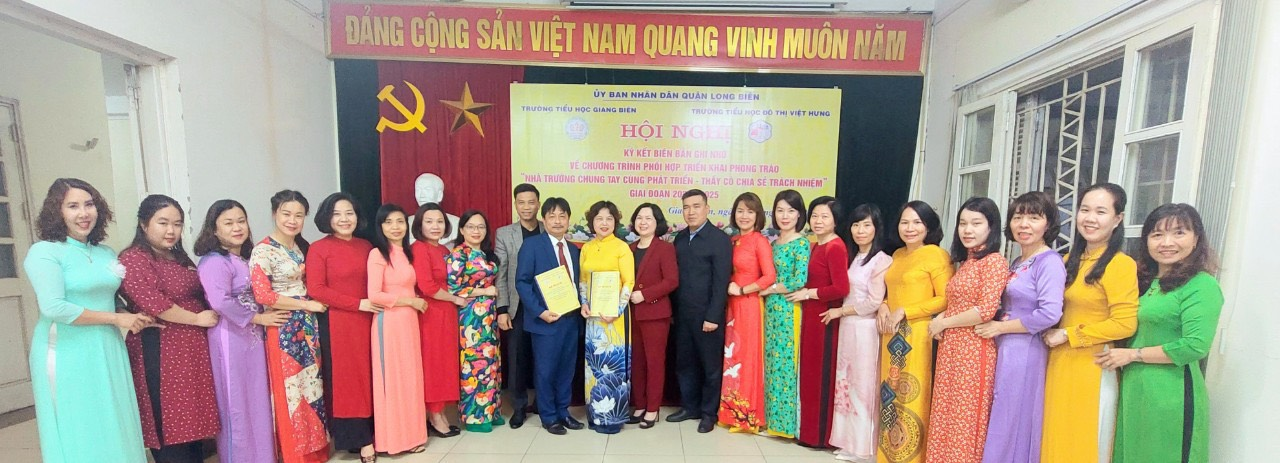 ĐẢNG CỘNG SẢN VIỆT NAM QUANG VINH MUÔN NĂM
ỦY BAN NHÂN DÂN QUẬN LONG BIÊN
TRƯỜNG TIỂU HỌC GIANG BIÊN
TRƯỜNG TIỂU HỌC ĐÔ THỊ VIỆT HƯNG
HỘI NGHỊ
KÝ KẾT BIÊN BẢN GHI NHỚ
VỀ CHƯƠNG TRÌNH PHỐI HỢP TRIỂN KHAI PHONG TRÀO
"NHÀ TRƯỜNG CHUNG TAY CÙNG PHÁT TRIỂN - THẦY CÔ CHIA SẺ TRÁCH NHIỆM"
GIAI ĐOẠN